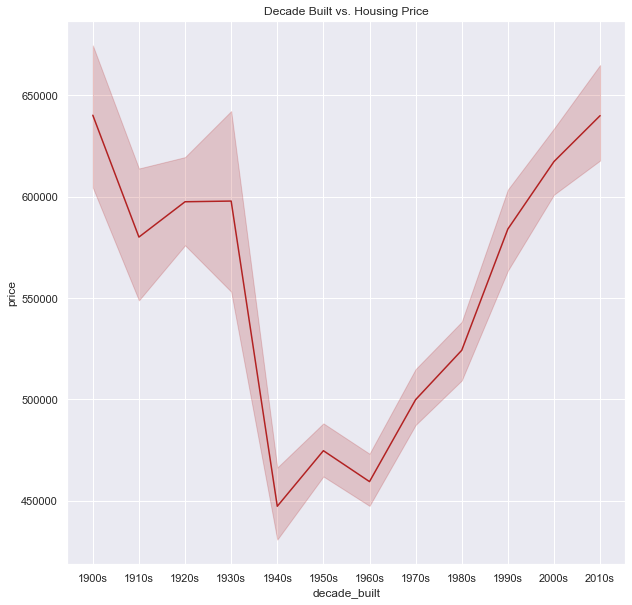 Decade Built vs. Housing Price
650000
600000
550000
500000
450000
price
1900s 1910s 1920s 1930s 1940s 1950s 1960s 1970s 1980s 1990s 2000s 2010s
decade_built